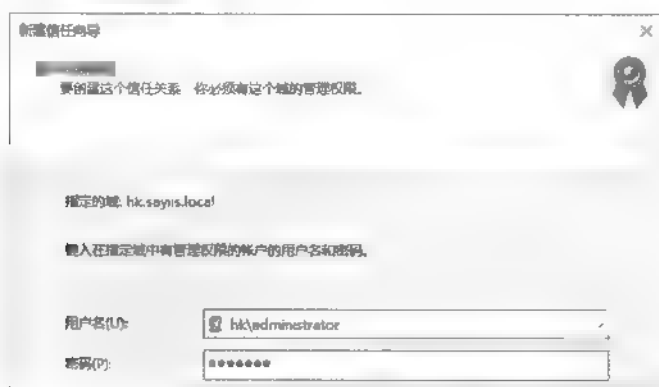 新建信任向导
要创建这个信任关系 你必须有这个域的管理权限。
指定的域: hk.sayiis.local
键入在指定域中有管理权限的帐户的用户名和密码。
用户名(U):
hk\administrator
密码(P):
●●●●●●●